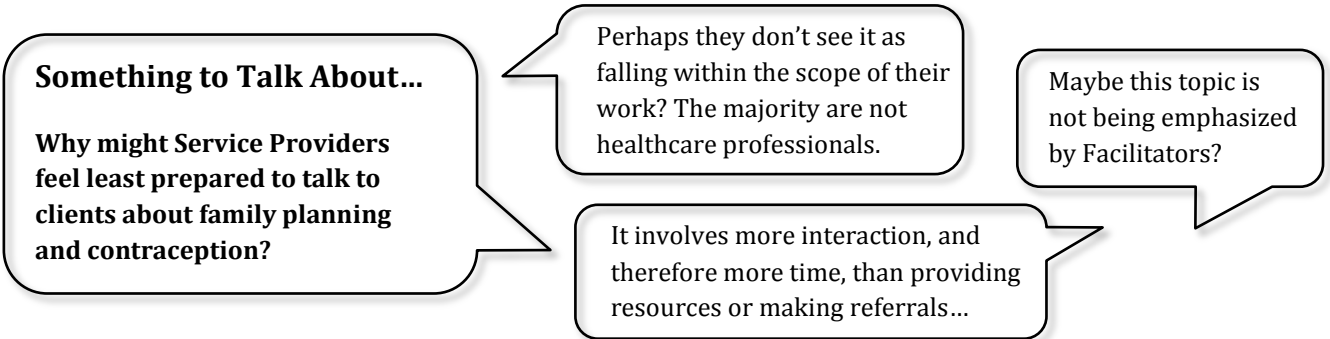 Something to Talk About…
Why might Service Providers
feel least prepared to talk to
clients about family planning
and contraception?
Perhaps they don’t see it as
falling within the scope of their
work? The majority are not
healthcare professionals.
Maybe this topic is
not being emphasized
by Facilitators?
It involves more interaction, and
therefore more time, than providing
resources or making referrals…